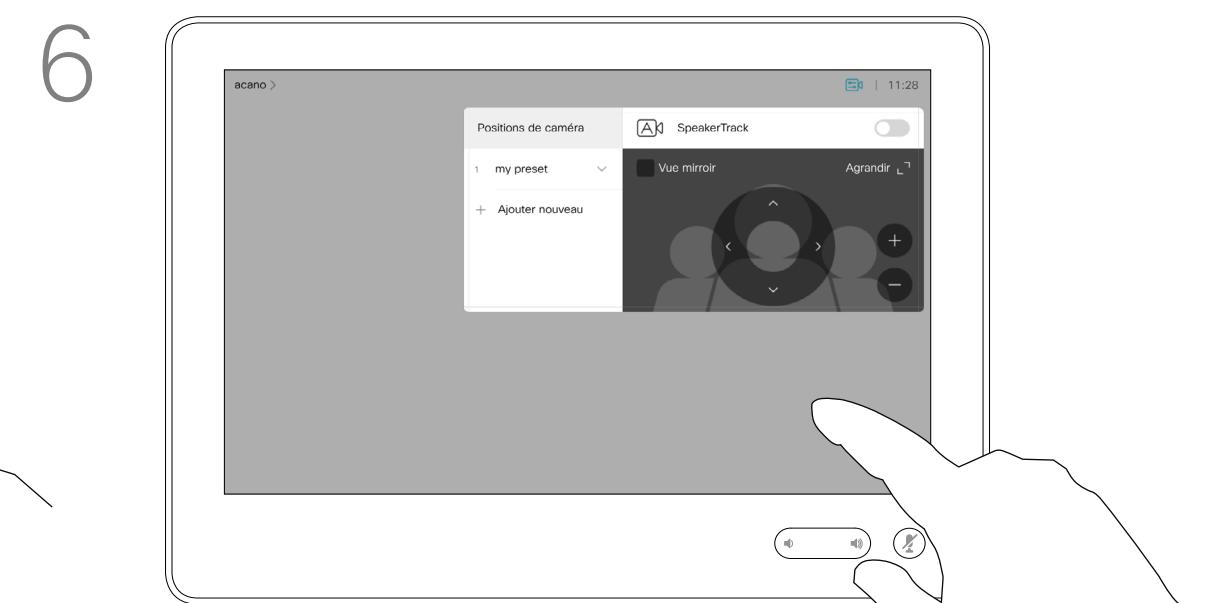 6
acano >
11:28
Positions de caméra
A SpeakerTrack
1 my preset
Vue mirroir
Agrandir
+ Ajouter nouveau
+
−